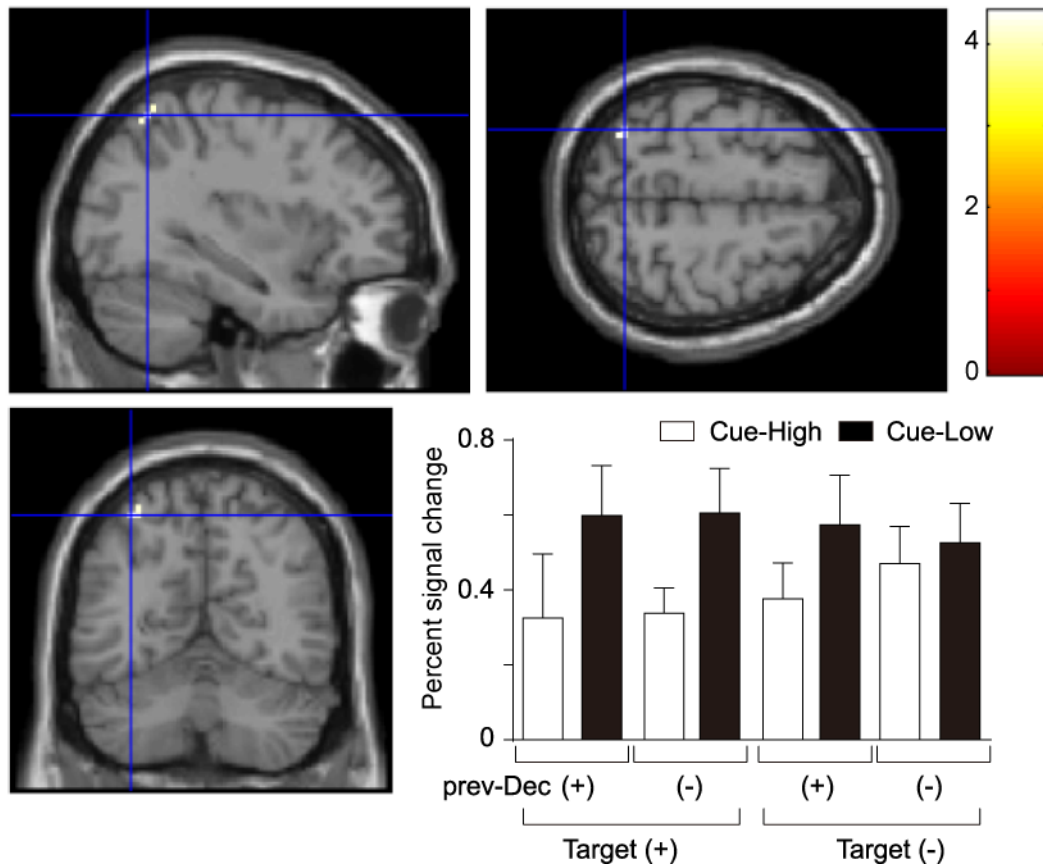 4
2
0
Cue-High Cue-Low
0.8
0.4
0
Percent signal change
prev-Dec (+) (-) (+) (-)
Target (+) Target (-)